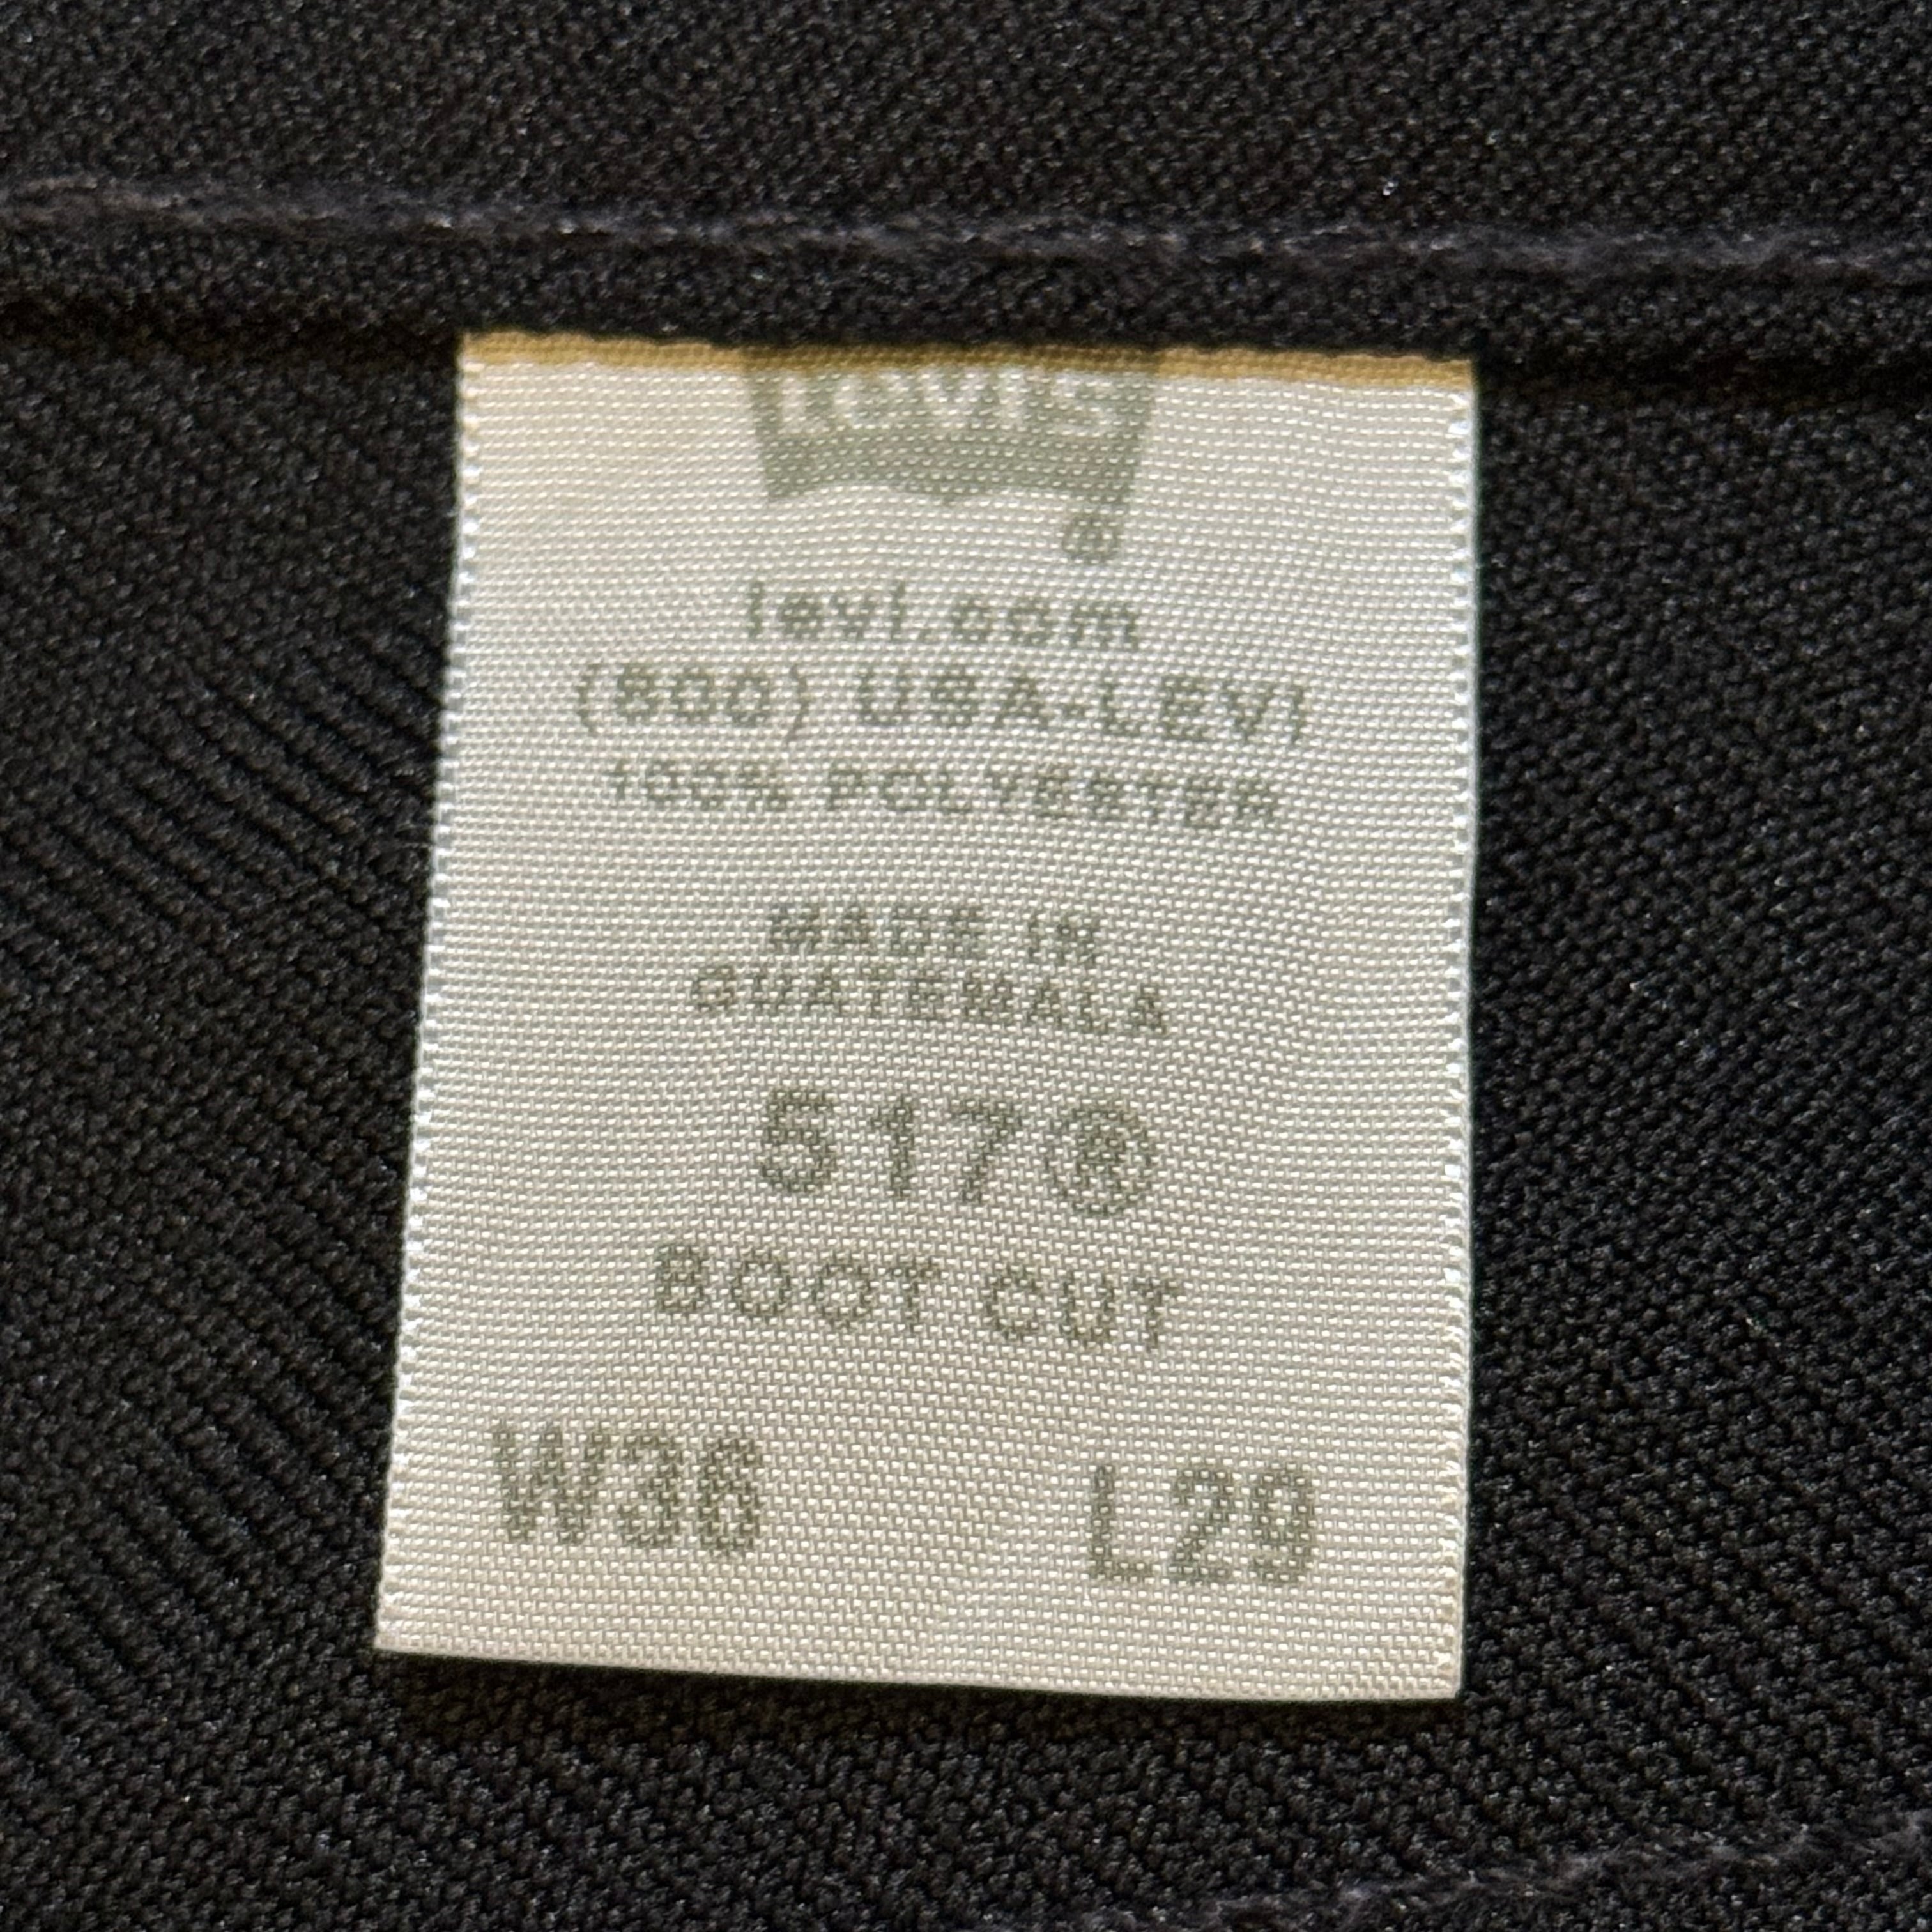 Levi's
®
levi.com
(800) USA-LEVI
100% POLYESTER
MADE IN
GUATEMALA
517®
BOOT CUT
W36 L29